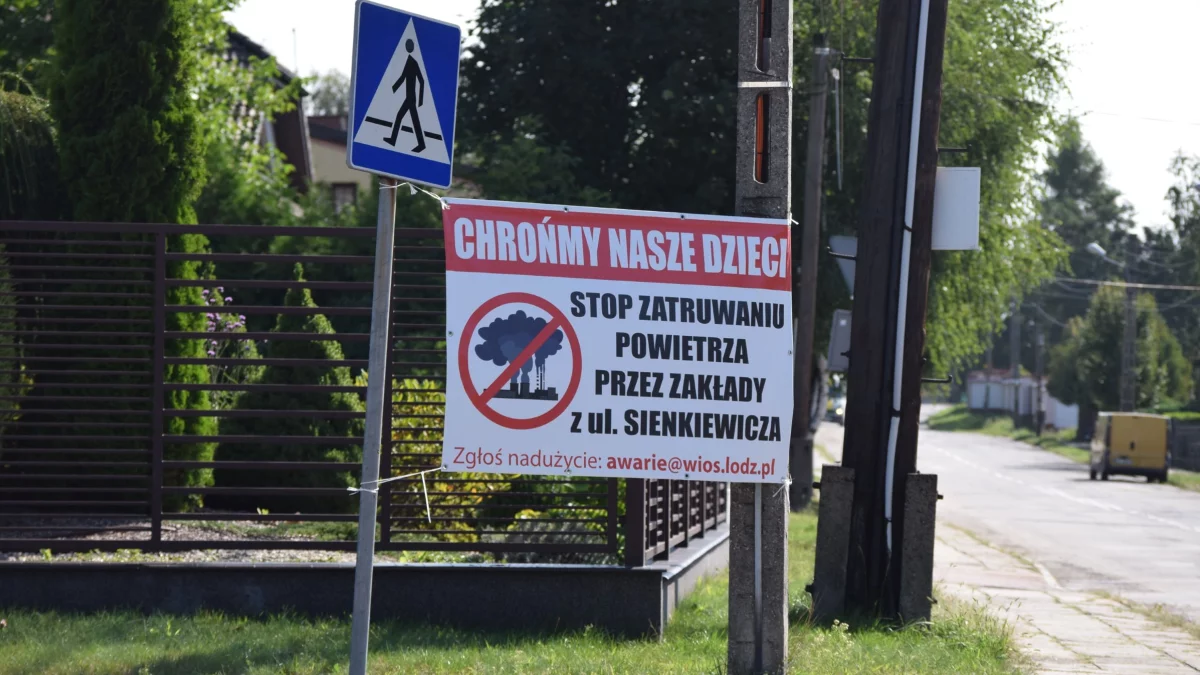 CHROŃMY NASZE DZIECI
STOP ZATRUWANIU
POWIETRZA
PRZEZ ZAKŁADY
z ul. SIENKIEWICZA
Zgłoś nadużycie: awarie@wios.lodz.pl